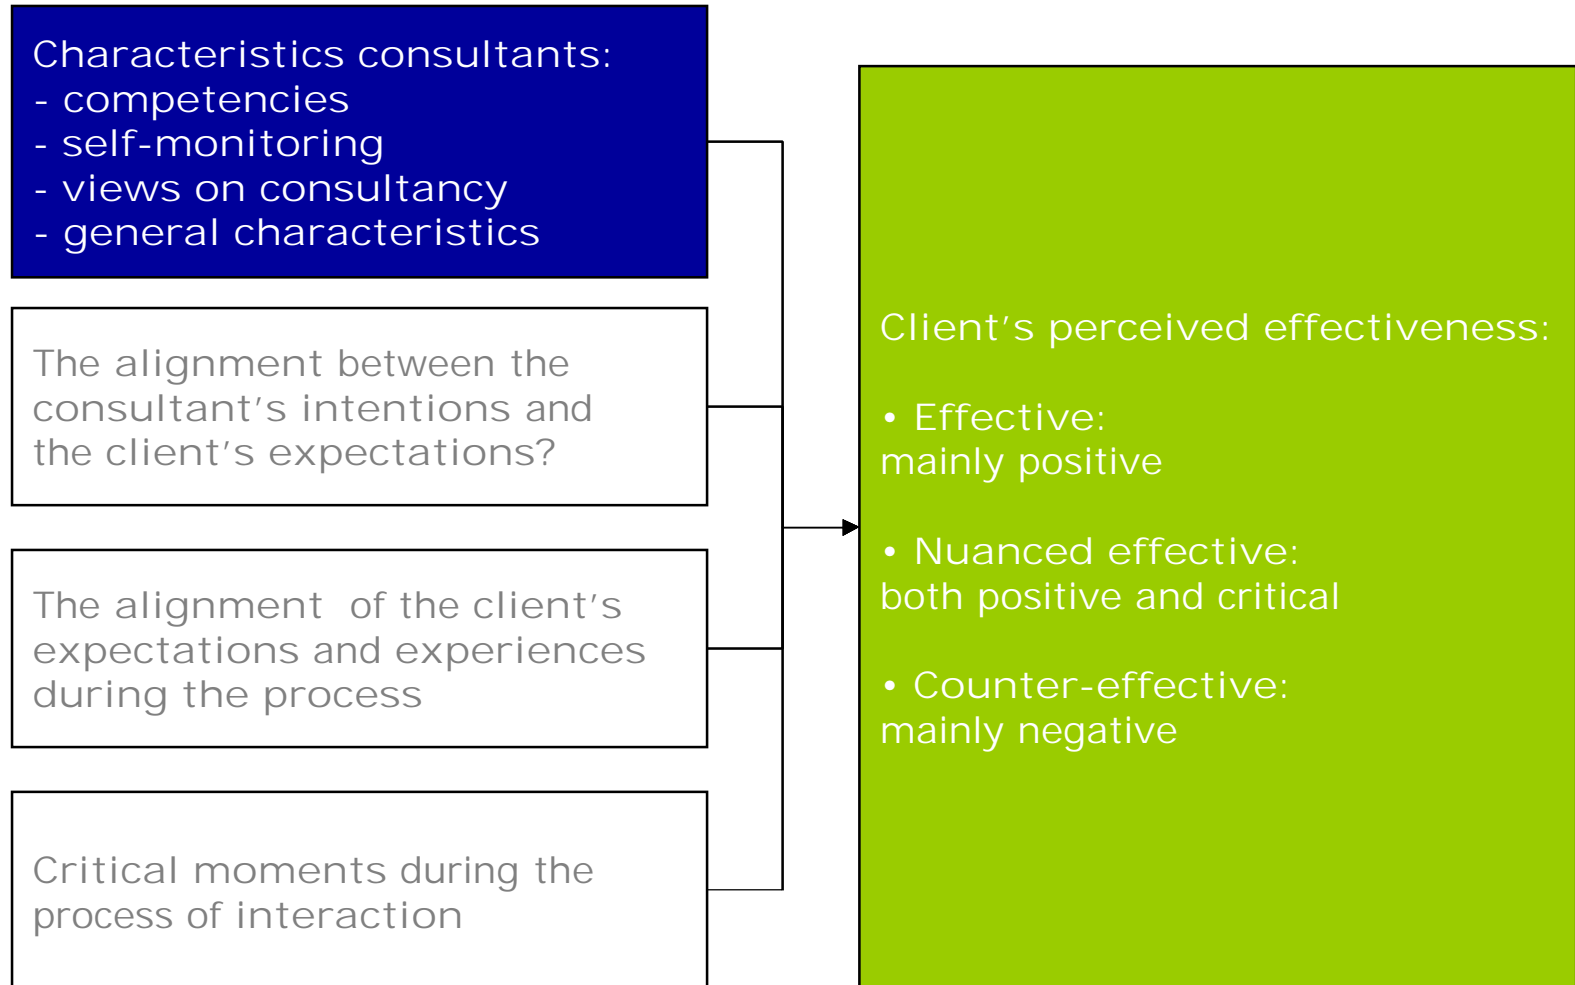 Characteristics consultants:
- competencies
- self-monitoring
- views on consultancy
- general characteristics
The alignment between the
consultant's intentions and
the client's expectations?
The alignment  of the client's
expectations and experiences
during the process
Critical moments during the
process of interaction
Client's perceived effectiveness:
• Effective:
mainly positive
• Nuanced effective:
both positive and critical
• Counter-effective:
mainly negative